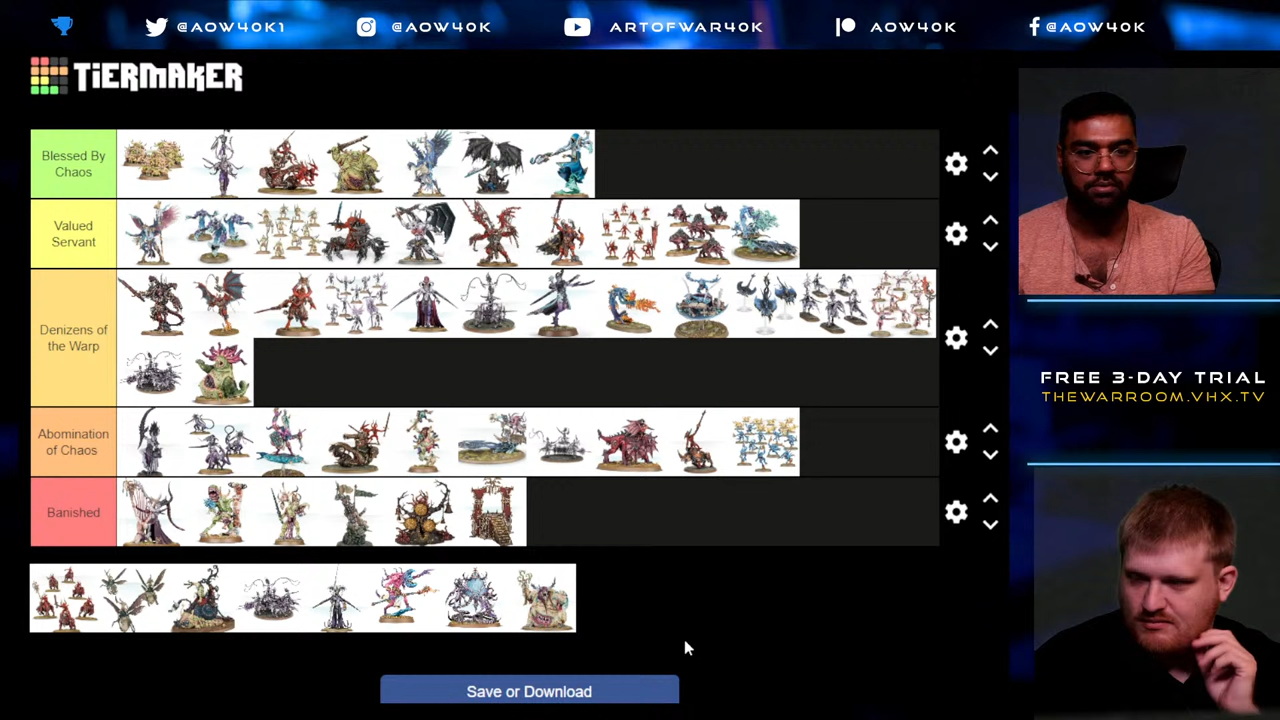 @AOW40K1
@AOW40K
ARTOFWAR40K
AOW40K
@AOW40K
TiERMAKER
Blessed By
Chaos
Valued
Servant
Denizens of
the Warp
Abomination
of Chaos
Banished
FREE 3-DAY TRIAL
THEWARROOM.VHX.TV
Save or Download